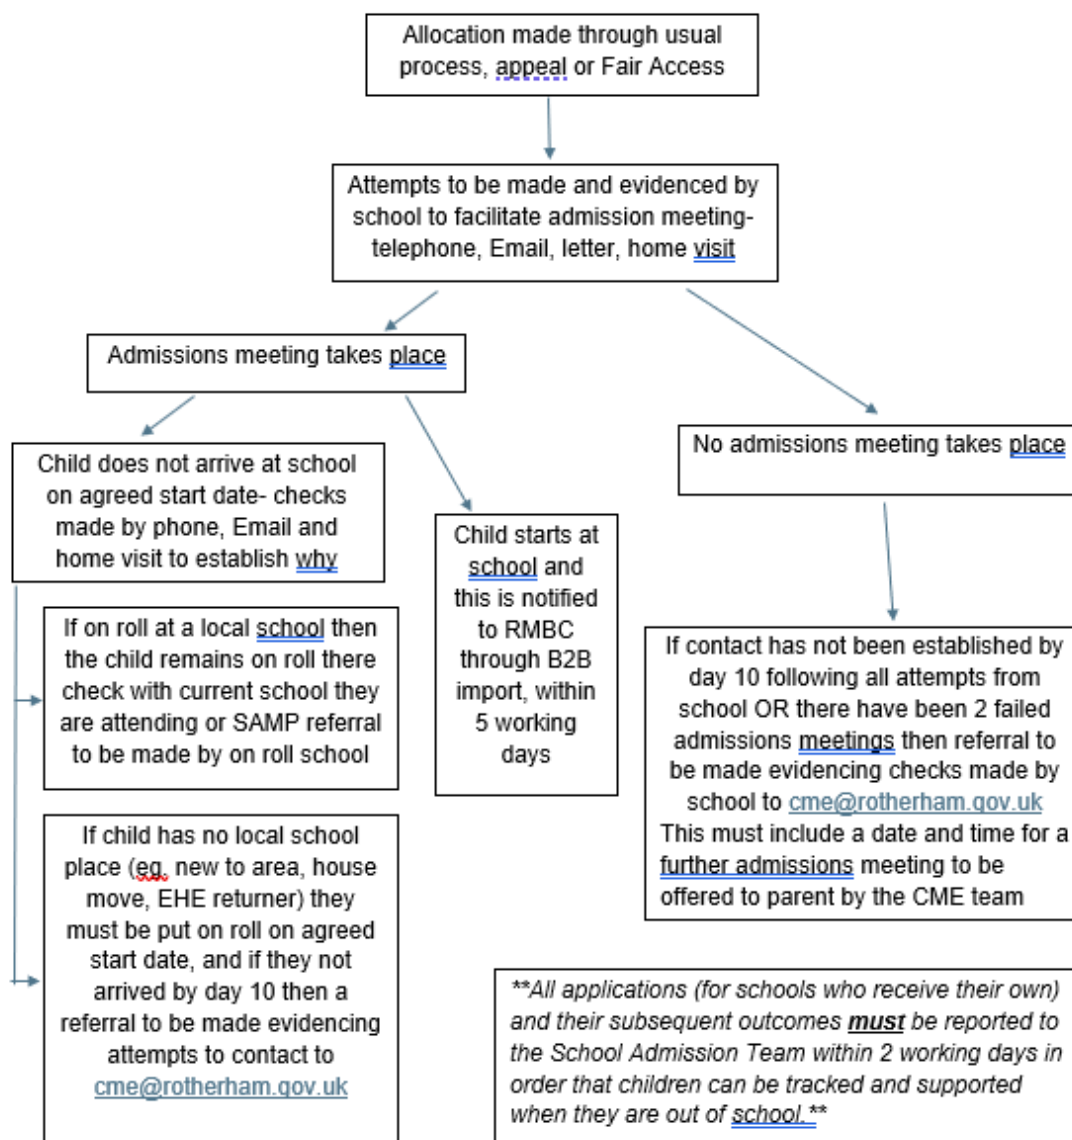 Allocation made through usual
process, appeal or Fair Access
Attempts to be made and evidenced by
school to facilitate admission meeting-
telephone, Email, letter, home visit
Admissions meeting takes place
No admissions meeting takes place
Child does not arrive at school
on agreed start date- checks
made by phone, Email and
home visit to establish why
Child starts at
school and
this is notified
to RMBC
through B2B
import, within
5 working
days
If on roll at a local school then
the child remains on roll there
check with current school they
are attending or SAMP referral
to be made by on roll school
If contact has not been established by
day 10 following all attempts from
school OR there have been 2 failed
admissions meetings then referral to
be made evidencing checks made by
school to cme@rotherham.gov.uk
This must include a date and time for a
further admissions meeting to be
offered to parent by the CME team
If child has no local school
place (eg. new to area, house
move, EHE returner) they
must be put on roll on agreed
start date, and if they not
arrived by day 10 then a
referral to be made evidencing
attempts to contact to
cme@rotherham.gov.uk
**All applications (for schools who receive their own)
and their subsequent outcomes must be reported to
the School Admission Team within 2 working days in
order that children can be tracked and supported
when they are out of school.**